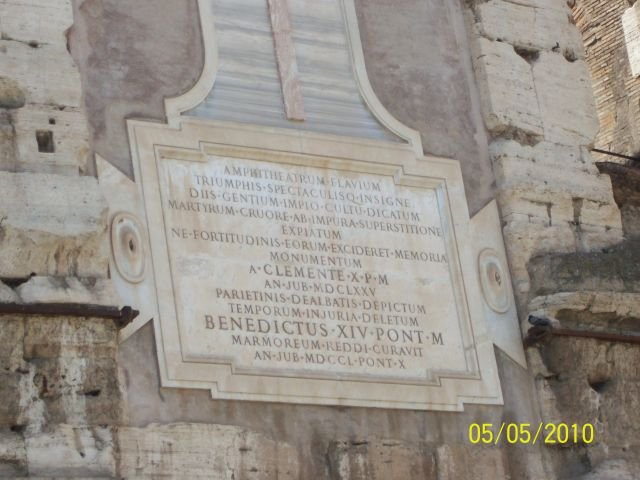 AMPHITHEATRUM·FLAVIUM
TRIUMPHIS·SPECTACULISQ·INSIGNE
DIIS·GENTIUM·IMPIO·CULTU·DICATUM
MARTYRUM·CRUORE·AB·IMPURA·SUPERSTITIONE
EXPIATUM
NE·FORTITUDINIS·EORUM·EXCIDERET·MEMORIA
MONUMENTUM
A·CLEMENTE·X·P·M
AN·JUB·MDCLXXV
PARIETINIS·DEALBATIS·DEPICTUM
TEMPORUM·INJURIA·DELETUM
BENEDICTUS·XIV·PONT·M
MARMOREUM·REDDI·CURAVIT
AN·JUB·MDCCL·PONT·X
05/05/2010